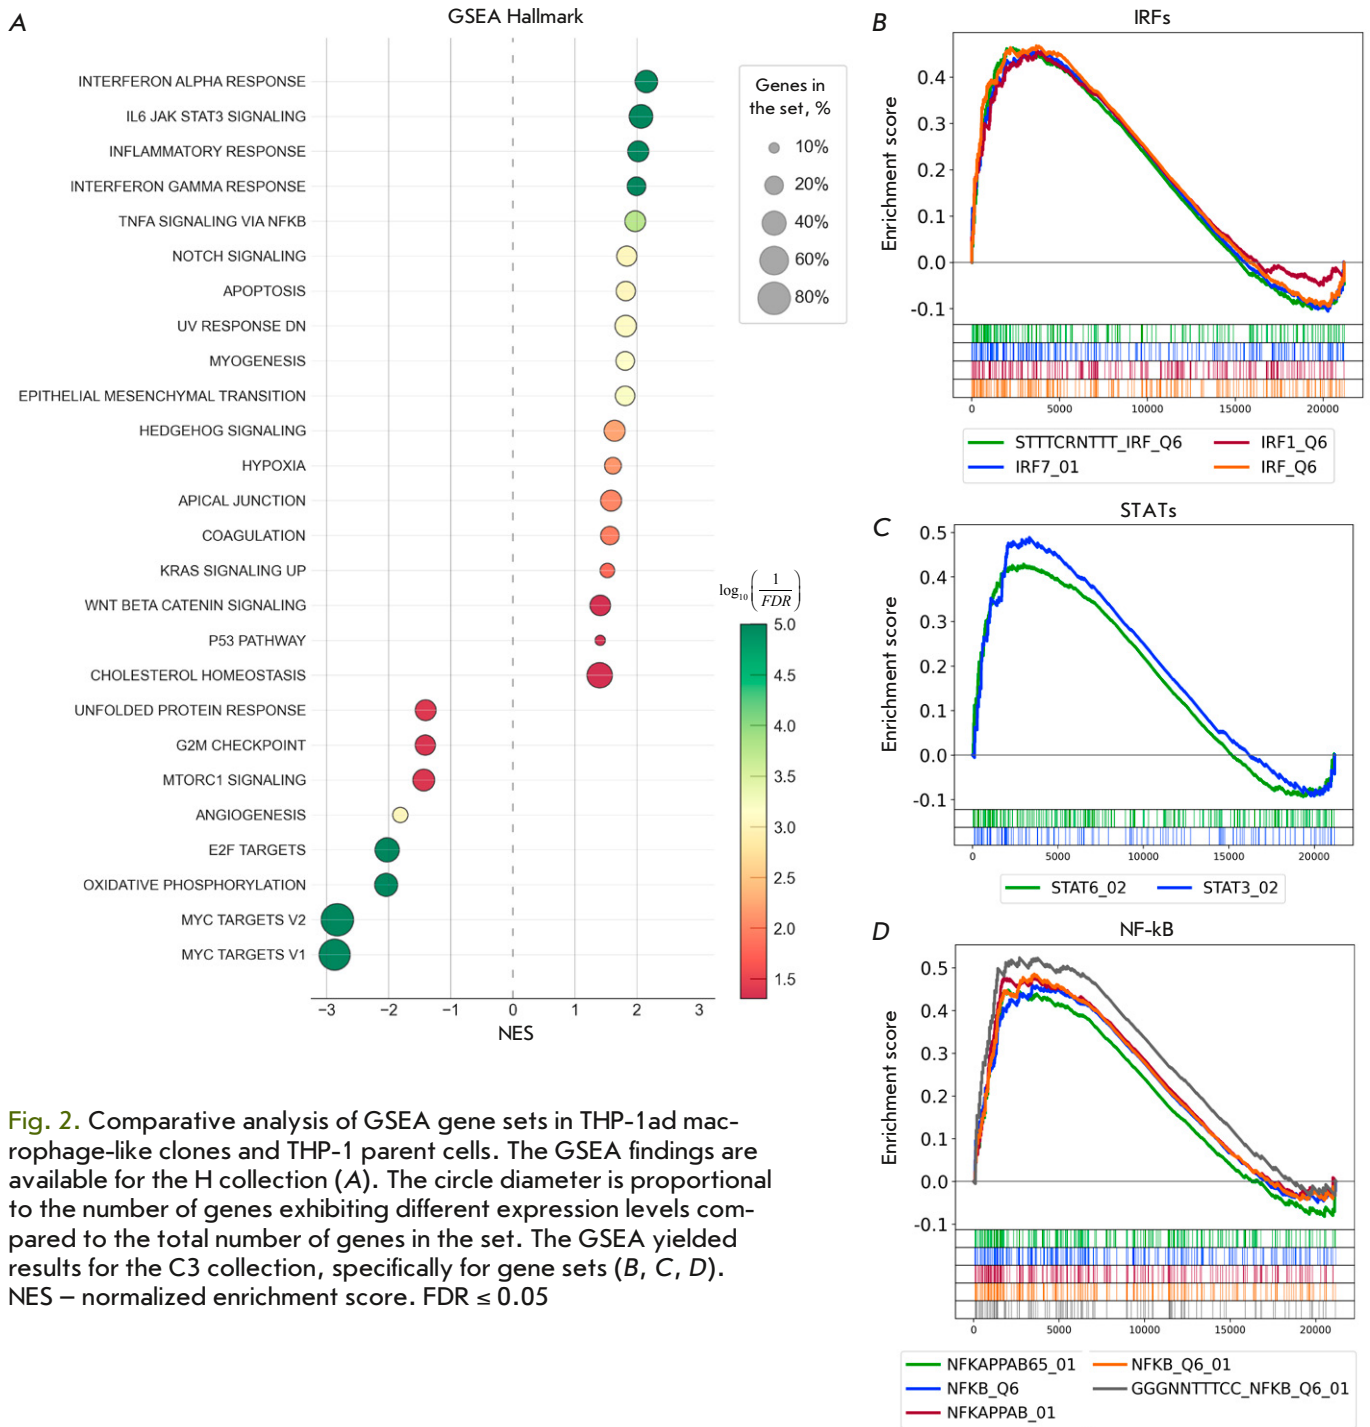 A
GSEA Hallmark
INTERFERON ALPHA RESPONSE
IL6 JAK STAT3 SIGNALING
INFLAMMATORY RESPONSE
INTERFERON GAMMA RESPONSE
TNFA SIGNALING VIA NFKB
NOTCH SIGNALING
APOPTOSIS
UV RESPONSE DN
MYOGENESIS
EPITHELIAL MESENCHYMAL TRANSITION
HEDGEHOG SIGNALING
HYPOXIA
APICAL JUNCTION
COAGULATION
KRAS SIGNALING UP
WNT BETA CATENIN SIGNALING
P53 PATHWAY
CHOLESTEROL HOMEOSTASIS
UNFOLDED PROTEIN RESPONSE
G2M CHECKPOINT
MTORC1 SIGNALING
ANGIOGENESIS
E2F TARGETS
OXIDATIVE PHOSPHORYLATION
MYC TARGETS V2
MYC TARGETS V1
−3 −2 −1 0 1 2 3
NES
Genes in
the set, %
10%
20%
40%
60%
80%
log10(1/FDR)
5.0
4.5
4.0
3.5
3.0
2.5
2.0
1.5
B
IRFs
Enrichment score
0.4
0.3
0.2
0.1
0.0
-0.1
0 5000 10000 15000 20000
STTTCRNTTT_IRF_Q6 IRF1_Q6
IRF7_01 IRF_Q6
C
STATs
Enrichment score
0.5
0.4
0.3
0.2
0.1
0.0
-0.1
0 5000 10000 15000 20000
STAT6_02 STAT3_02
D
NF-kB
Enrichment score
0.5
0.4
0.3
0.2
0.1
0.0
-0.1
0 5000 10000 15000 20000
NFKAPPAB65_01 NFKB_Q6_01
NFKB_Q6 GGGNNTTTCC_NFKB_Q6_01
NFKAPPAB_01
Fig. 2. Comparative analysis of GSEA gene sets in THP-1ad mac-
rophage-like clones and THP-1 parent cells. The GSEA findings are
available for the H collection (A). The circle diameter is proportional
to the number of genes exhibiting different expression levels com-
pared to the total number of genes in the set. The GSEA yielded
results for the C3 collection, specifically for gene sets (B, C, D).
NES – normalized enrichment score. FDR ≤ 0.05